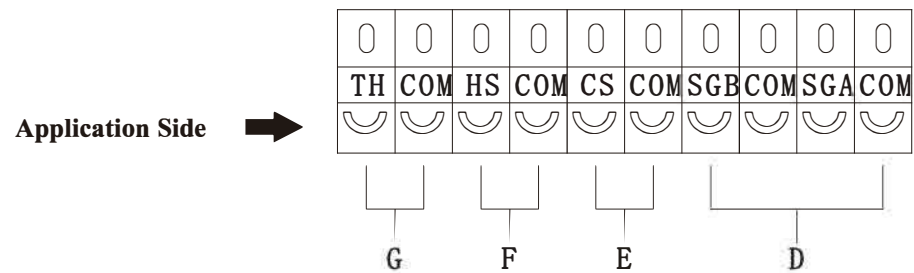 TH COM HS COM CS COM SGB COM SGA COM
Application Side
G F E D